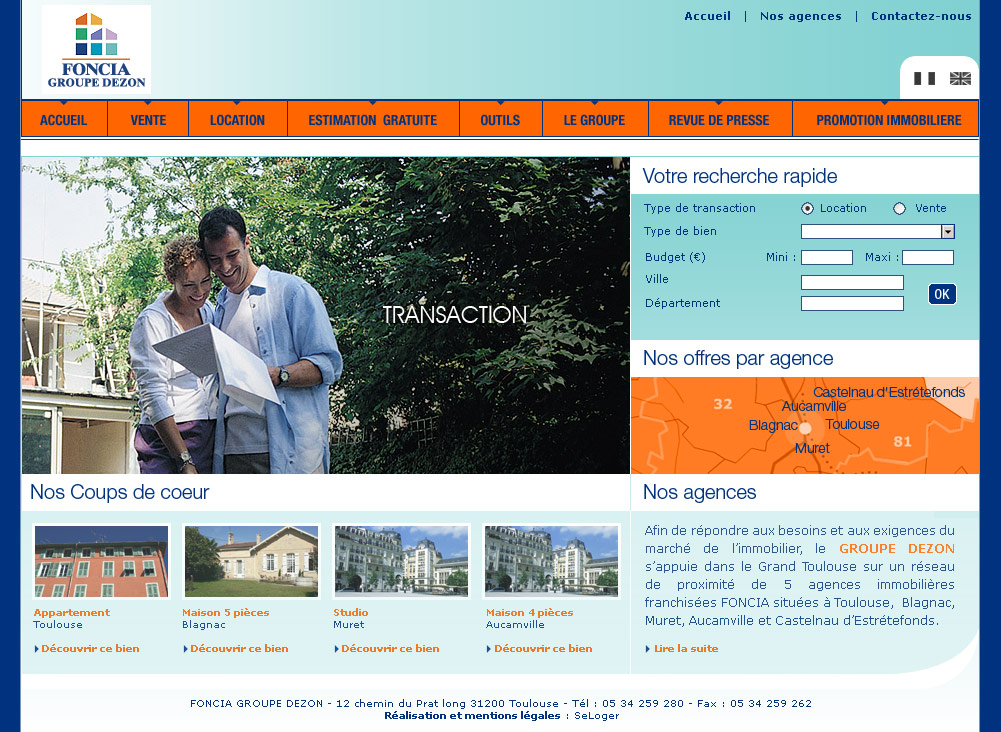 Accueil | Nos agences | Contactez-nous
FONCIA
GROUPE DEZON
ACCUEIL VENTE LOCATION ESTIMATION GRATUITE OUTILS LE GROUPE REVUE DE PRESSE PROMOTION IMMOBILIERE
TRANSACTION
Votre recherche rapide
Type de transaction Location Vente
Type de bien
Budget (€) Mini : Maxi :
Ville
Département
OK
Nos offres par agence
Castelnau d'Estrétefonds
32 Aucamville
Blagnac Toulouse
81
Muret
Nos Coups de coeur
Appartement
Toulouse
Découvrir ce bien
Maison 5 pièces
Blagnac
Découvrir ce bien
Studio
Muret
Découvrir ce bien
Maison 4 pièces
Aucamville
Découvrir ce bien
Nos agences
Afin de répondre aux besoins et aux exigences du
marché de l’immobilier, le GROUPE DEZON
s’appuie dans le Grand Toulouse sur un réseau
de proximité de 5 agences immobilières
franchisées FONCIA situées à Toulouse, Blagnac,
Muret, Aucamville et Castelnau d’Estrétefonds.
Lire la suite
FONCIA GROUPE DEZON - 12 chemin du Prat long 31200 Toulouse - Tél : 05 34 259 280 - Fax : 05 34 259 262
Réalisation et mentions légales : SeLoger